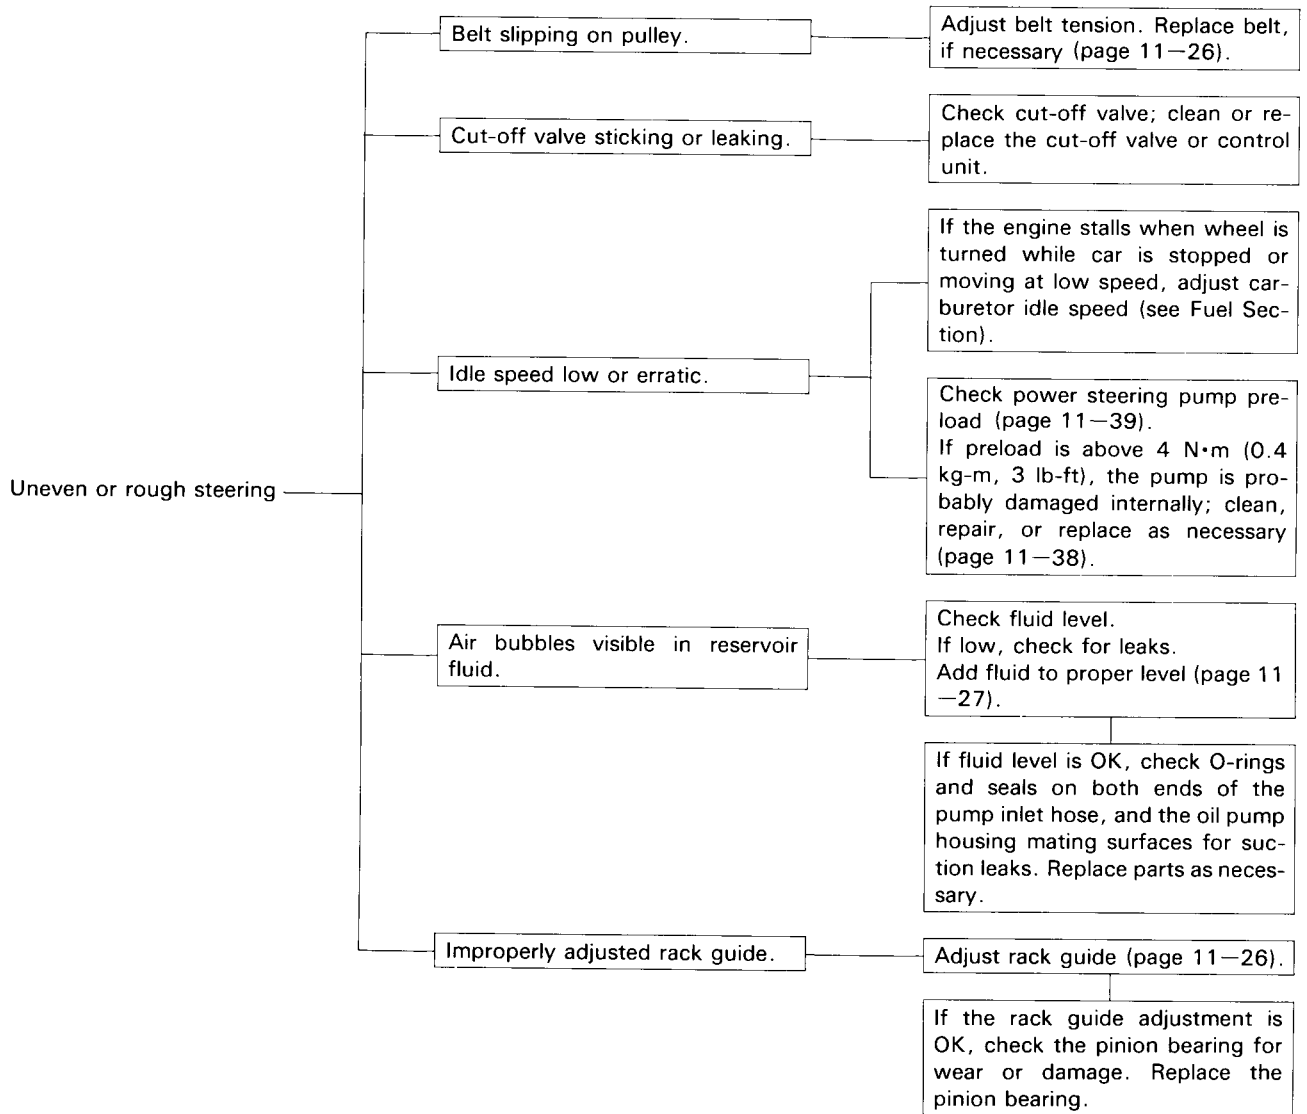 Belt slipping on pulley.
Adjust belt tension. Replace belt,
if necessary (page 11—26).
Cut-off valve sticking or leaking.
Check cut-off valve; clean or re-
place the cut-off valve or control
unit.
If the engine stalls when wheel is
turned while car is stopped or
moving at low speed, adjust car-
buretor idle speed (see Fuel Sec-
tion).
Idle speed low or erratic.
Check power steering pump pre-
load (page 11—39).
If preload is above 4 N•m (0.4
kg-m, 3 lb-ft), the pump is pro-
bably damaged internally; clean,
repair, or replace as necessary
(page 11—38).
Uneven or rough steering
Air bubbles visible in reservoir
fluid.
Check fluid level.
If low, check for leaks.
Add fluid to proper level (page 11
—27).
If fluid level is OK, check O-rings
and seals on both ends of the
pump inlet hose, and the oil pump
housing mating surfaces for suc-
tion leaks. Replace parts as neces-
sary.
Improperly adjusted rack guide.
Adjust rack guide (page 11—26).
If the rack guide adjustment is
OK, check the pinion bearing for
wear or damage. Replace the
pinion bearing.